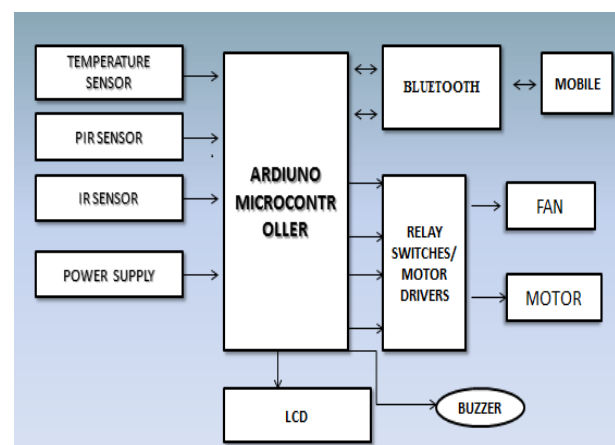 TEMPERATURE
SENSOR
PIR SENSOR
IR SENSOR
POWER SUPPLY
ARDIUNO
MICROCONTR
OLLER
BLUETOOTH
MOBILE
RELAY
SWITCHES/
MOTOR
DRIVERS
FAN
MOTOR
LCD
BUZZER